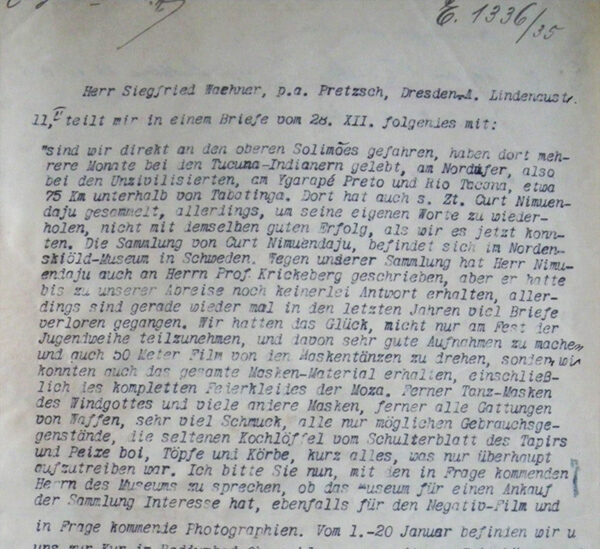 E. 1336/35
Herr Siegfried Waehner, p.a. Pretzsch, Dresden-A. Lindenaust.
11,II teilt mir in einem Briefe vom 28. XII. folgendes mit:
"sind wir direkt an den oberen Solimões gefahren, haben dort meh-
rere Monate bei den Tucuna-Indianern gelebt, am Nordufer, also
bei den Unzivilisierten, am Ygarapé Preto und Rio Tacana, etwa
75 Km unterhalb von Tabatinga. Dort hat auch s. Zt. Curt Nimuen-
daju gesammelt, allerdings, um seine eigenen Worte zu wieder-
holen, nicht mit demselben guten Erfolg, als wir es jetzt konn-
ten. Die Sammlung von Curt Nimuendaju, befindet sich im Norden-
skiöld-Museum in Schweden. Wegen unserer Sammlung hat Herr Nimu-
endaju auch an Herrn Prof. Krickeberg geschrieben, aber er hatte
bis zu unserer Abreise noch keinerlei Antwort erhalten, aller-
dings sind gerade wieder mal in den letzten Jahren viel Briefe
verloren gegangen. Wir hatten das Glück, nicht nur am Fest der
Jugendweihe teilzunehmen, und davon sehr gute Aufnahmen zu machen
und auch 50 Meter Film von den Maskentänzen zu drehen, sondern wir
konnten auch das gesamte Masken-Material erhalten, einschließ-
lich des kompletten Feierkleides der Moza. Ferner Tanz-Masken
des Windgottes und viele andere Masken, ferner alle Gattungen
von Waffen, sehr viel Schmuck, alle nur möglichen Gebrauchsge-
genstände, die seltenen Kochlöffel vom Schulterblatt des Tapirs
und Peixe boi, Töpfe und Körbe, kurz alles, was nur überhaupt
aufzutreiben war. Ich bitte Sie nun, mit den in Frage kommenden
Herrn des Museums zu sprechen, ob das Museum für einen Ankauf
der Sammlung Interesse hat, ebenfalls für den Negativ-Film und
in Frage kommende Photographien. Vom 1.-20 Januar befinden wir u
uns zur Kur im